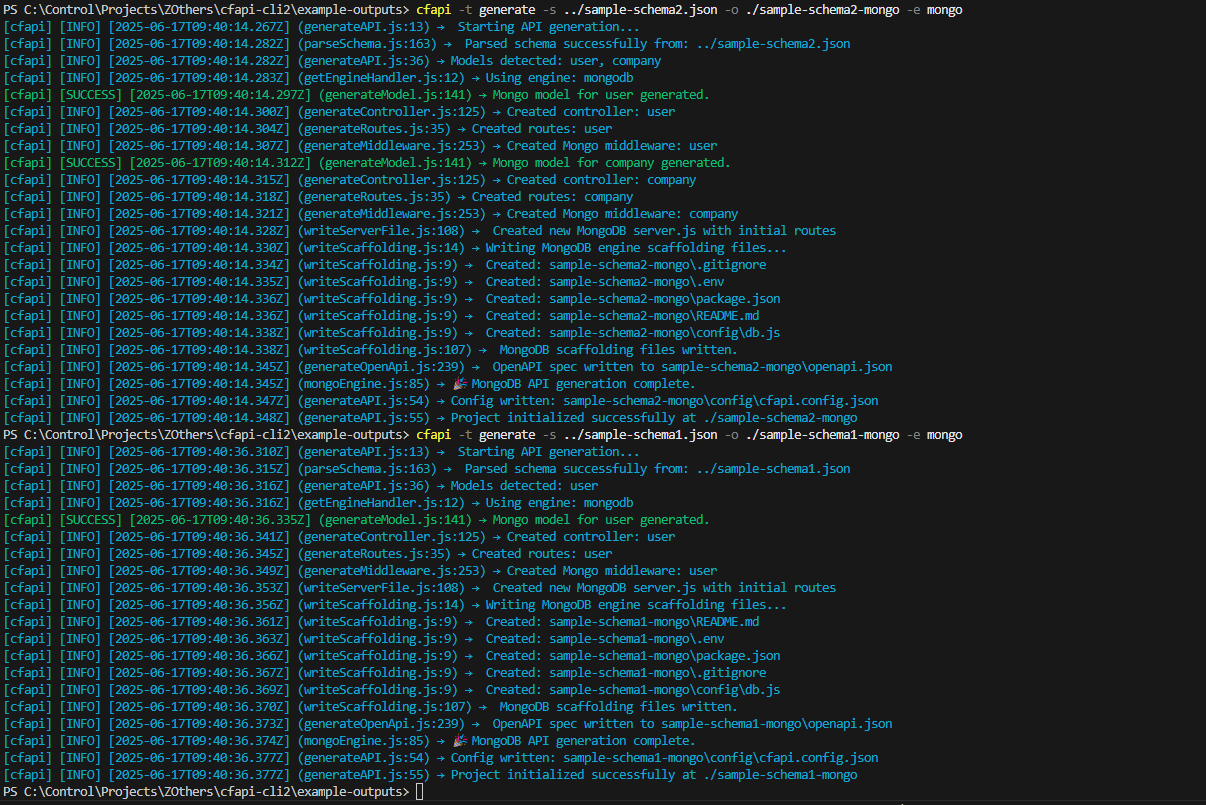 PS C:\Control\Projects\ZOthers\cfapi-cli2\example-outputs> cfapi -t generate -s ../sample-schema2.json -o ./sample-schema2-mongo -e mongo
[cfapi] [INFO] [2025-06-17T09:40:14.267Z] (generateAPI.js:13) → Starting API generation...
[cfapi] [INFO] [2025-06-17T09:40:14.282Z] (parseSchema.js:163) → Parsed schema successfully from: ../sample-schema2.json
[cfapi] [INFO] [2025-06-17T09:40:14.282Z] (generateAPI.js:36) → Models detected: user, company
[cfapi] [INFO] [2025-06-17T09:40:14.283Z] (getEngineHandler.js:12) → Using engine: mongodb
[cfapi] [SUCCESS] [2025-06-17T09:40:14.297Z] (generateModel.js:141) → Mongo model for user generated.
[cfapi] [INFO] [2025-06-17T09:40:14.300Z] (generateController.js:125) → Created controller: user
[cfapi] [INFO] [2025-06-17T09:40:14.304Z] (generateRoutes.js:35) → Created routes: user
[cfapi] [INFO] [2025-06-17T09:40:14.307Z] (generateMiddleware.js:253) → Created Mongo middleware: user
[cfapi] [SUCCESS] [2025-06-17T09:40:14.312Z] (generateModel.js:141) → Mongo model for company generated.
[cfapi] [INFO] [2025-06-17T09:40:14.315Z] (generateController.js:125) → Created controller: company
[cfapi] [INFO] [2025-06-17T09:40:14.318Z] (generateRoutes.js:35) → Created routes: company
[cfapi] [INFO] [2025-06-17T09:40:14.321Z] (generateMiddleware.js:253) → Created Mongo middleware: company
[cfapi] [INFO] [2025-06-17T09:40:14.328Z] (writeServerFile.js:108) → Created new MongoDB server.js with initial routes
[cfapi] [INFO] [2025-06-17T09:40:14.330Z] (writeScaffolding.js:14) → Writing MongoDB engine scaffolding files...
[cfapi] [INFO] [2025-06-17T09:40:14.334Z] (writeScaffolding.js:9) → Created: sample-schema2-mongo\.gitignore
[cfapi] [INFO] [2025-06-17T09:40:14.335Z] (writeScaffolding.js:9) → Created: sample-schema2-mongo\.env
[cfapi] [INFO] [2025-06-17T09:40:14.336Z] (writeScaffolding.js:9) → Created: sample-schema2-mongo\package.json
[cfapi] [INFO] [2025-06-17T09:40:14.336Z] (writeScaffolding.js:9) → Created: sample-schema2-mongo\README.md
[cfapi] [INFO] [2025-06-17T09:40:14.338Z] (writeScaffolding.js:9) → Created: sample-schema2-mongo\config\db.js
[cfapi] [INFO] [2025-06-17T09:40:14.338Z] (writeScaffolding.js:107) → MongoDB scaffolding files written.
[cfapi] [INFO] [2025-06-17T09:40:14.345Z] (generateOpenApi.js:239) → OpenAPI spec written to sample-schema2-mongo\openapi.json
[cfapi] [INFO] [2025-06-17T09:40:14.345Z] (mongoEngine.js:85) → 🎉 MongoDB API generation complete.
[cfapi] [INFO] [2025-06-17T09:40:14.347Z] (generateAPI.js:54) → Config written: sample-schema2-mongo\config\cfapi.config.json
[cfapi] [INFO] [2025-06-17T09:40:14.348Z] (generateAPI.js:55) → Project initialized successfully at ./sample-schema2-mongo
PS C:\Control\Projects\ZOthers\cfapi-cli2\example-outputs> cfapi -t generate -s ../sample-schema1.json -o ./sample-schema1-mongo -e mongo
[cfapi] [INFO] [2025-06-17T09:40:36.310Z] (generateAPI.js:13) → Starting API generation...
[cfapi] [INFO] [2025-06-17T09:40:36.315Z] (parseSchema.js:163) → Parsed schema successfully from: ../sample-schema1.json
[cfapi] [INFO] [2025-06-17T09:40:36.316Z] (generateAPI.js:36) → Models detected: user
[cfapi] [INFO] [2025-06-17T09:40:36.316Z] (getEngineHandler.js:12) → Using engine: mongodb
[cfapi] [SUCCESS] [2025-06-17T09:40:36.335Z] (generateModel.js:141) → Mongo model for user generated.
[cfapi] [INFO] [2025-06-17T09:40:36.341Z] (generateController.js:125) → Created controller: user
[cfapi] [INFO] [2025-06-17T09:40:36.345Z] (generateRoutes.js:35) → Created routes: user
[cfapi] [INFO] [2025-06-17T09:40:36.349Z] (generateMiddleware.js:253) → Created Mongo middleware: user
[cfapi] [INFO] [2025-06-17T09:40:36.353Z] (writeServerFile.js:108) → Created new MongoDB server.js with initial routes
[cfapi] [INFO] [2025-06-17T09:40:36.356Z] (writeScaffolding.js:14) → Writing MongoDB engine scaffolding files...
[cfapi] [INFO] [2025-06-17T09:40:36.361Z] (writeScaffolding.js:9) → Created: sample-schema1-mongo\README.md
[cfapi] [INFO] [2025-06-17T09:40:36.363Z] (writeScaffolding.js:9) → Created: sample-schema1-mongo\.env
[cfapi] [INFO] [2025-06-17T09:40:36.366Z] (writeScaffolding.js:9) → Created: sample-schema1-mongo\package.json
[cfapi] [INFO] [2025-06-17T09:40:36.367Z] (writeScaffolding.js:9) → Created: sample-schema1-mongo\.gitignore
[cfapi] [INFO] [2025-06-17T09:40:36.369Z] (writeScaffolding.js:9) → Created: sample-schema1-mongo\config\db.js
[cfapi] [INFO] [2025-06-17T09:40:36.370Z] (writeScaffolding.js:107) → MongoDB scaffolding files written.
[cfapi] [INFO] [2025-06-17T09:40:36.373Z] (generateOpenApi.js:239) → OpenAPI spec written to sample-schema1-mongo\openapi.json
[cfapi] [INFO] [2025-06-17T09:40:36.374Z] (mongoEngine.js:85) → 🎉 MongoDB API generation complete.
[cfapi] [INFO] [2025-06-17T09:40:36.377Z] (generateAPI.js:54) → Config written: sample-schema1-mongo\config\cfapi.config.json
[cfapi] [INFO] [2025-06-17T09:40:36.377Z] (generateAPI.js:55) → Project initialized successfully at ./sample-schema1-mongo
PS C:\Control\Projects\ZOthers\cfapi-cli2\example-outputs>